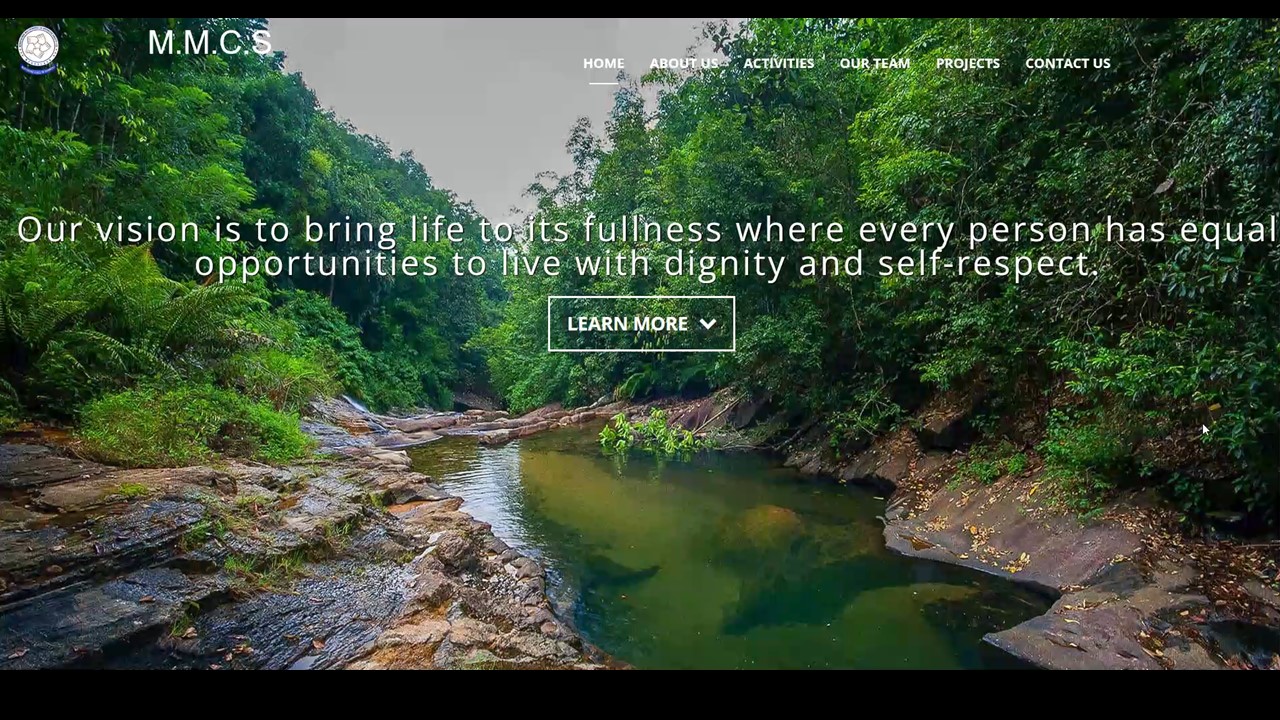 M.M.C.S
HOME ABOUT US ACTIVITIES OUR TEAM PROJECTS CONTACT US
Our vision is to bring life to its fullness where every person has equal
opportunities to live with dignity and self-respect.
LEARN MORE